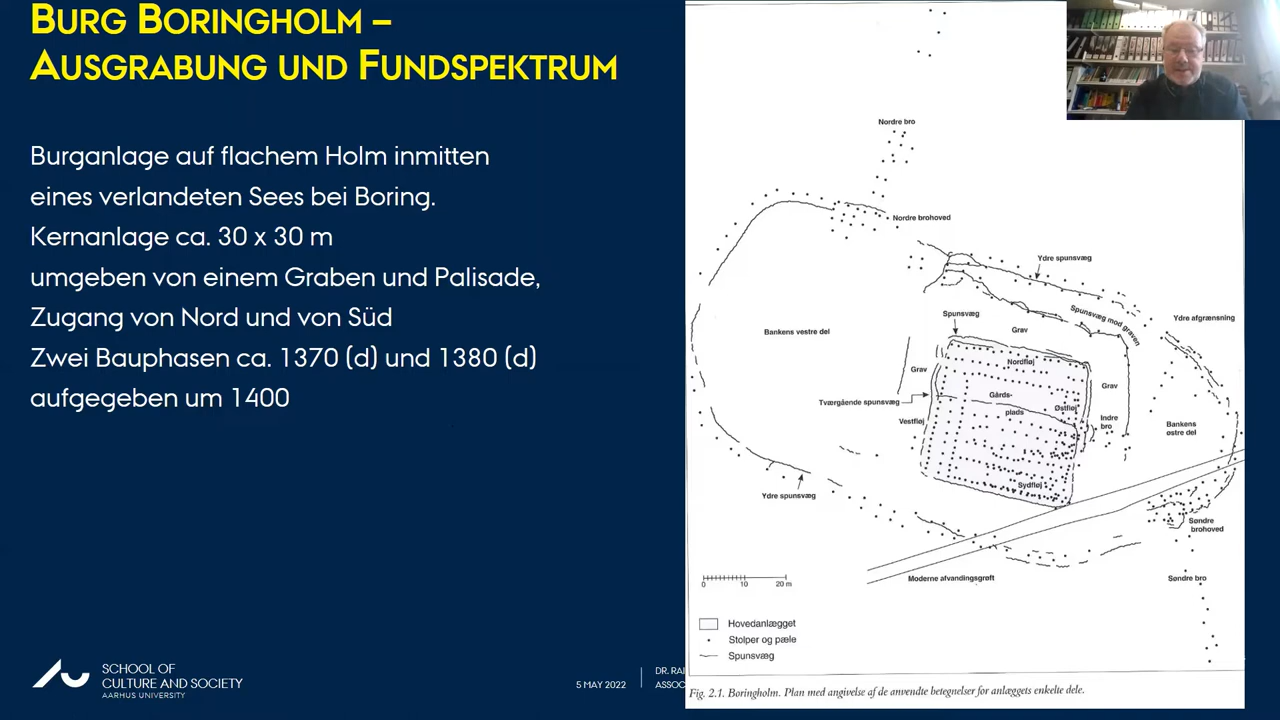 BURG BORINGHOLM –
AUSGRABUNG UND FUNDSPEKTRUM
Burganlage auf flachem Holm inmitten
eines verlandeten Sees bei Boring.
Kernanlage ca. 30 x 30 m
umgeben von einem Graben und Palisade,
Zugang von Nord und von Süd
Zwei Bauphasen ca. 1370 (d) und 1380 (d)
aufgegeben um 1400
SCHOOL OF
CULTURE AND SOCIETY
AARHUS UNIVERSITY
5 MAY 2022
DR.
Nordre bro
Nordre brohoved
Ydre spunsvæg
Spunsvæg mod graven
Ydre afgrænsning
Spunsvæg
Grav
Bankens vestre del
Nordfløj
Grav
Grav
Gårds-
plads
Østfløj
Tværgående spunsvæg
Vestfløj
Indre
bro
Bankens
østre del
Sydfløj
Ydre spunsvæg
Søndre
brohoved
Moderne afvandingsgrøft
Søndre bro
0 10 20 m
Hovedanlægget
Stolper og pæle
Spunsvæg
Fig. 2.1. Boringholm. Plan med angivelse af de anvendte betegnelser for anlæggets enkelte dele.